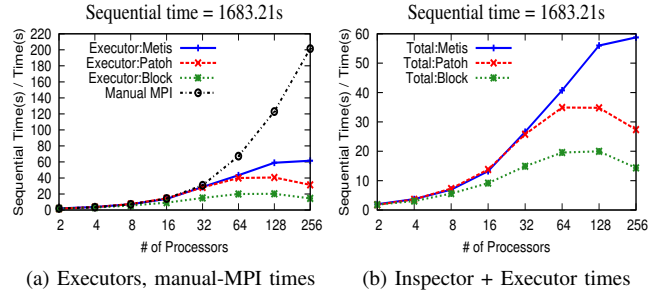 Sequential time = 1683.21s
Sequential Time(s) / Time(s)
220
200
180
160
140
120
100
80
60
40
20
0
Executor:Metis
Executor:Patoh
Executor:Block
Manual MPI
2 4 8 16 32 64 128 256
# of Processors
(a) Executors, manual-MPI times
Sequential time = 1683.21s
Sequential Time(s) / Time(s)
60
50
40
30
20
10
0
Total:Metis
Total:Patoh
Total:Block
2 4 8 16 32 64 128 256
# of Processors
(b) Inspector + Executor times